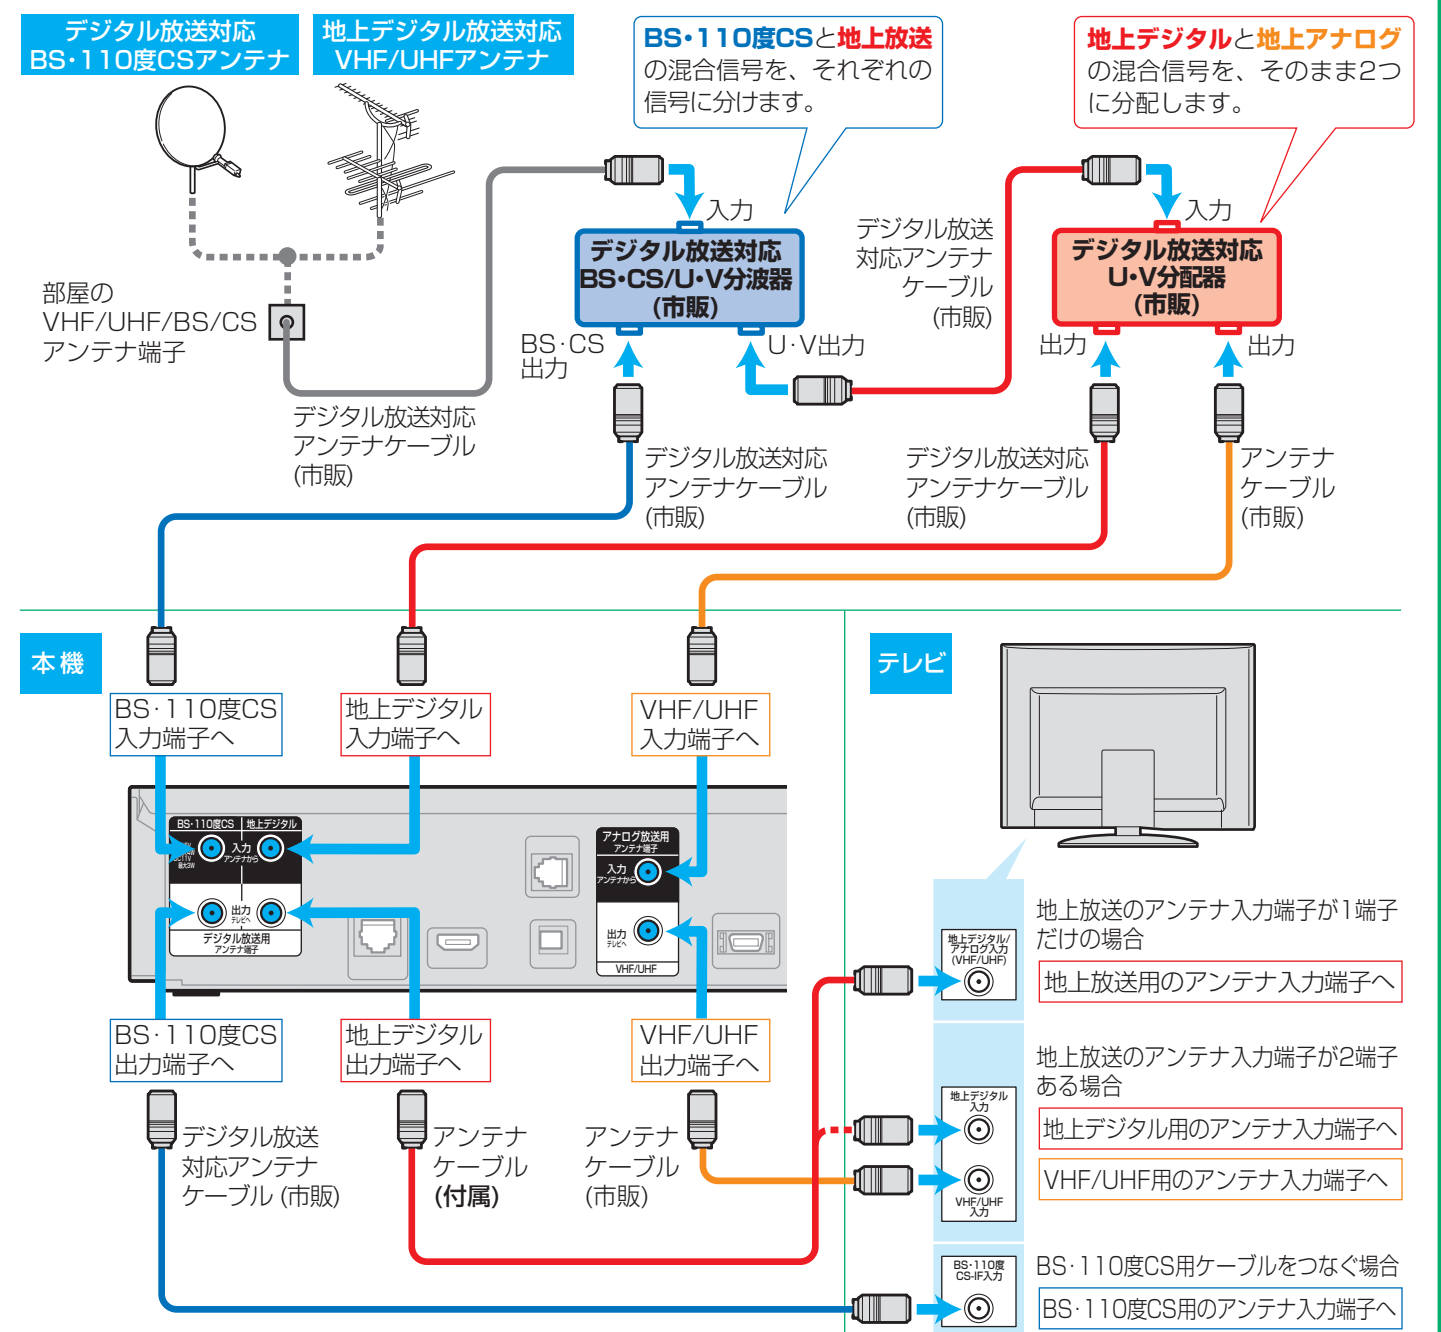 デジタル放送対応
BS・110度CSアンテナ
地上デジタル放送対応
VHF/UHFアンテナ
BS・110度CSと地上放送
の混合信号を、それぞれの
信号に分けます。
地上デジタルと地上アナログ
の混合信号を、そのまま2つ
に分配します。
入力
デジタル放送対応
BS・CS/U・V分波器
(市販)
デジタル放送
対応アンテナ
ケーブル
(市販)
入力
デジタル放送対応
U・V分配器
(市販)
部屋の
VHF/UHF/BS/CS
アンテナ端子
BS・CS
出力
U・V出力
出力
出力
デジタル放送対応
アンテナケーブル
(市販)
デジタル放送対応
アンテナケーブル
(市販)
デジタル放送対応
アンテナケーブル
(市販)
アンテナ
ケーブル
(市販)
本機
テレビ
BS・110度CS
入力端子へ
地上デジタル
入力端子へ
VHF/UHF
入力端子へ
BS・110度CS
地上デジタル
入力
アンテナから
出力
テレビへ
デジタル放送用
アンテナ端子
アナログ放送用
アンテナ端子
入力
アンテナから
出力
テレビへ
VHF/UHF
BS・110度CS
出力端子へ
地上デジタル
出力端子へ
VHF/UHF
出力端子へ
デジタル放送
対応アンテナ
ケーブル (市販)
アンテナ
ケーブル
(付属)
アンテナ
ケーブル
(市販)
地上デジタル/
アナログ入力
(VHF/UHF)
地上放送のアンテナ入力端子が1端子
だけの場合
地上放送用のアンテナ入力端子へ
地上放送のアンテナ入力端子が2端子
ある場合
地上デジタル
入力
地上デジタル用のアンテナ入力端子へ
VHF/UHF
入力
VHF/UHF用のアンテナ入力端子へ
BS・110度
CS-IF入力
BS・110度CS用ケーブルをつなぐ場合
BS・110度CS用のアンテナ入力端子へ